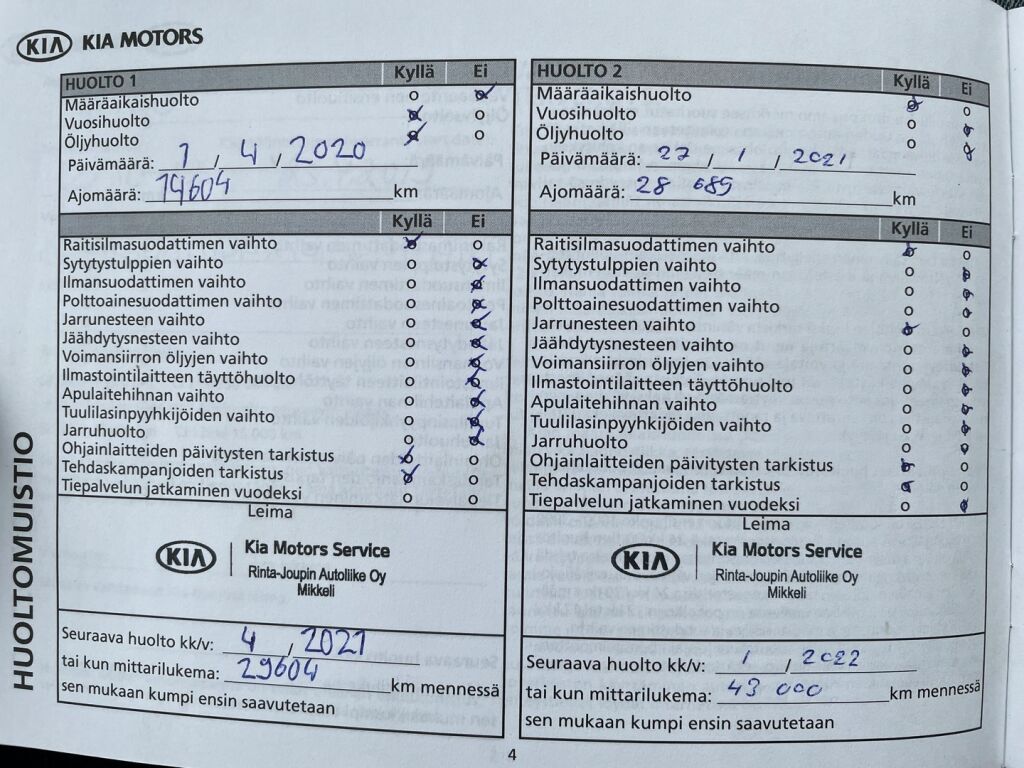 KIA KIA MOTORS
HUOLTO 1 Kyllä Ei
Määräaikaishuolto
Vuosihuolto
Öljyhuolto
Päivämäärä: 1 / 4 / 2020
Ajomäärä: 14604 km
Kyllä Ei
Raitisilmasuodattimen vaihto
Sytytystulppien vaihto
Ilmansuodattimen vaihto
Polttoainesuodattimen vaihto
Jarrunesteen vaihto
Jäähdytysnesteen vaihto
Voimansiirron öljyjen vaihto
Ilmastointilaitteen täyttöhuolto
Apulaitehihnan vaihto
Tuulilasinpyyhkijöiden vaihto
Jarruhuolto
Ohjainlaitteiden päivitysten tarkistus
Tehdaskampanjoiden tarkistus
Tiepalvelun jatkaminen vuodeksi
Leima
KIA Kia Motors Service
Rinta-Joupin Autoliike Oy
Mikkeli
Seuraava huolto kk/v: 4 / 2021
tai kun mittarilukema: 29604 km mennessä
sen mukaan kumpi ensin saavutetaan
HUOLTO 2 Kyllä Ei
Määräaikaishuolto
Vuosihuolto
Öljyhuolto
Päivämäärä: 27 / 1 / 2021
Ajomäärä: 28 689 km
Kyllä Ei
Raitisilmasuodattimen vaihto
Sytytystulppien vaihto
Ilmansuodattimen vaihto
Polttoainesuodattimen vaihto
Jarrunesteen vaihto
Jäähdytysnesteen vaihto
Voimansiirron öljyjen vaihto
Ilmastointilaitteen täyttöhuolto
Apulaitehihnan vaihto
Tuulilasinpyyhkijöiden vaihto
Jarruhuolto
Ohjainlaitteiden päivitysten tarkistus
Tehdaskampanjoiden tarkistus
Tiepalvelun jatkaminen vuodeksi
Leima
KIA Kia Motors Service
Rinta-Joupin Autoliike Oy
Mikkeli
Seuraava huolto kk/v: 1 / 2022
tai kun mittarilukema: 43 000 km mennessä
sen mukaan kumpi ensin saavutetaan
HUOLTOMUISTIO
4